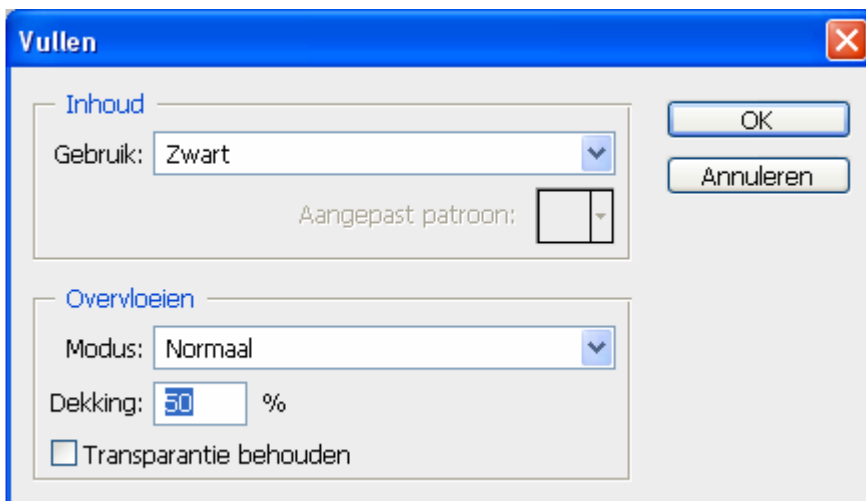 Vullen
Inhoud
Gebruik: Zwart
Aangepast patroon:
OK
Annuleren
Overvloeien
Modus: Normaal
Dekking: 50 %
Transparantie behouden